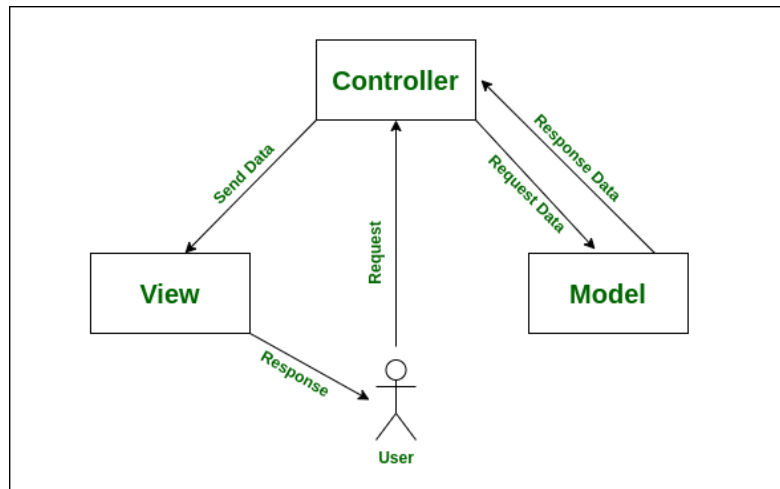 Controller
Send Data
Request
Request Data
Response Data
View
Model
Response
User